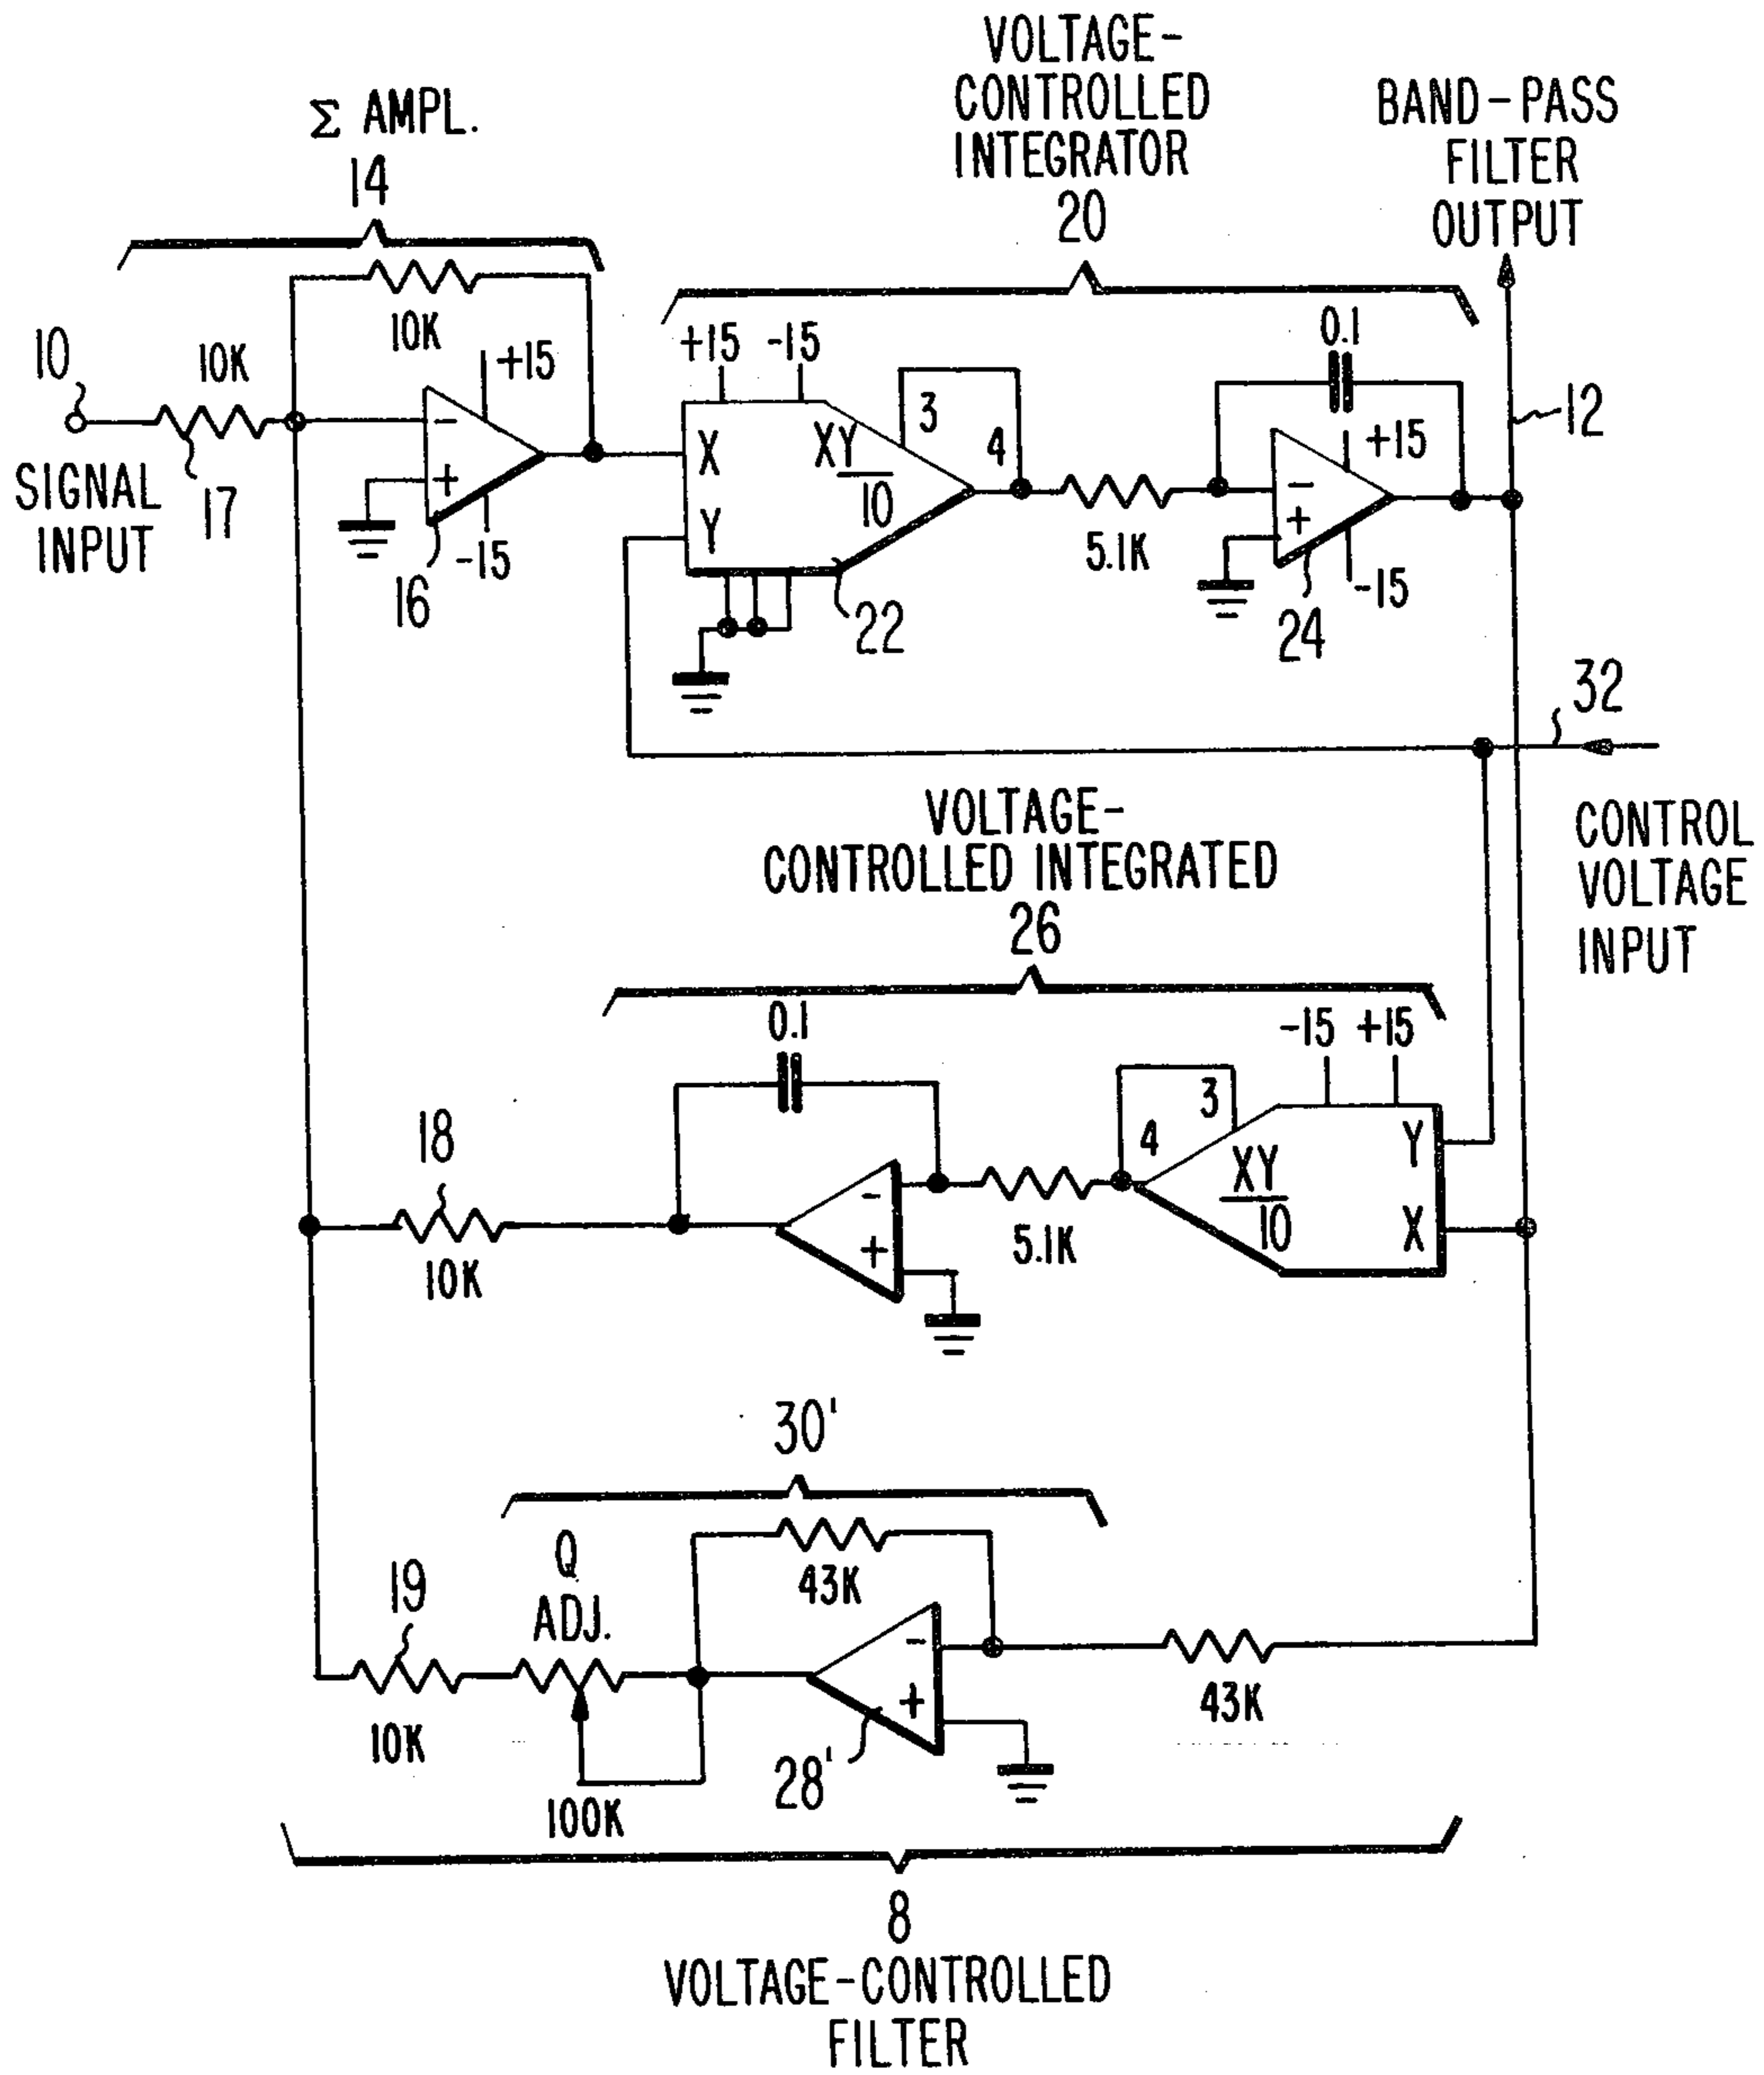 Σ AMPL.
14
VOLTAGE-
CONTROLLED
INTEGRATOR
20
BAND-PASS
FILTER
OUTPUT
10
10K
SIGNAL
INPUT
17
10K
-
+
+15
-15
16
+15
-15
X
Y
XY
10
3
4
22
5.1K
0.1
-
+
+15
-15
24
12
32
CONTROL
VOLTAGE
INPUT
VOLTAGE-
CONTROLLED INTEGRATED
26
0.1
-15
+15
18
10K
-
+
5.1K
4
3
XY
10
Y
X
30'
19
10K
Q
ADJ.
100K
43K
-
+
28'
43K
8
VOLTAGE-CONTROLLED
FILTER